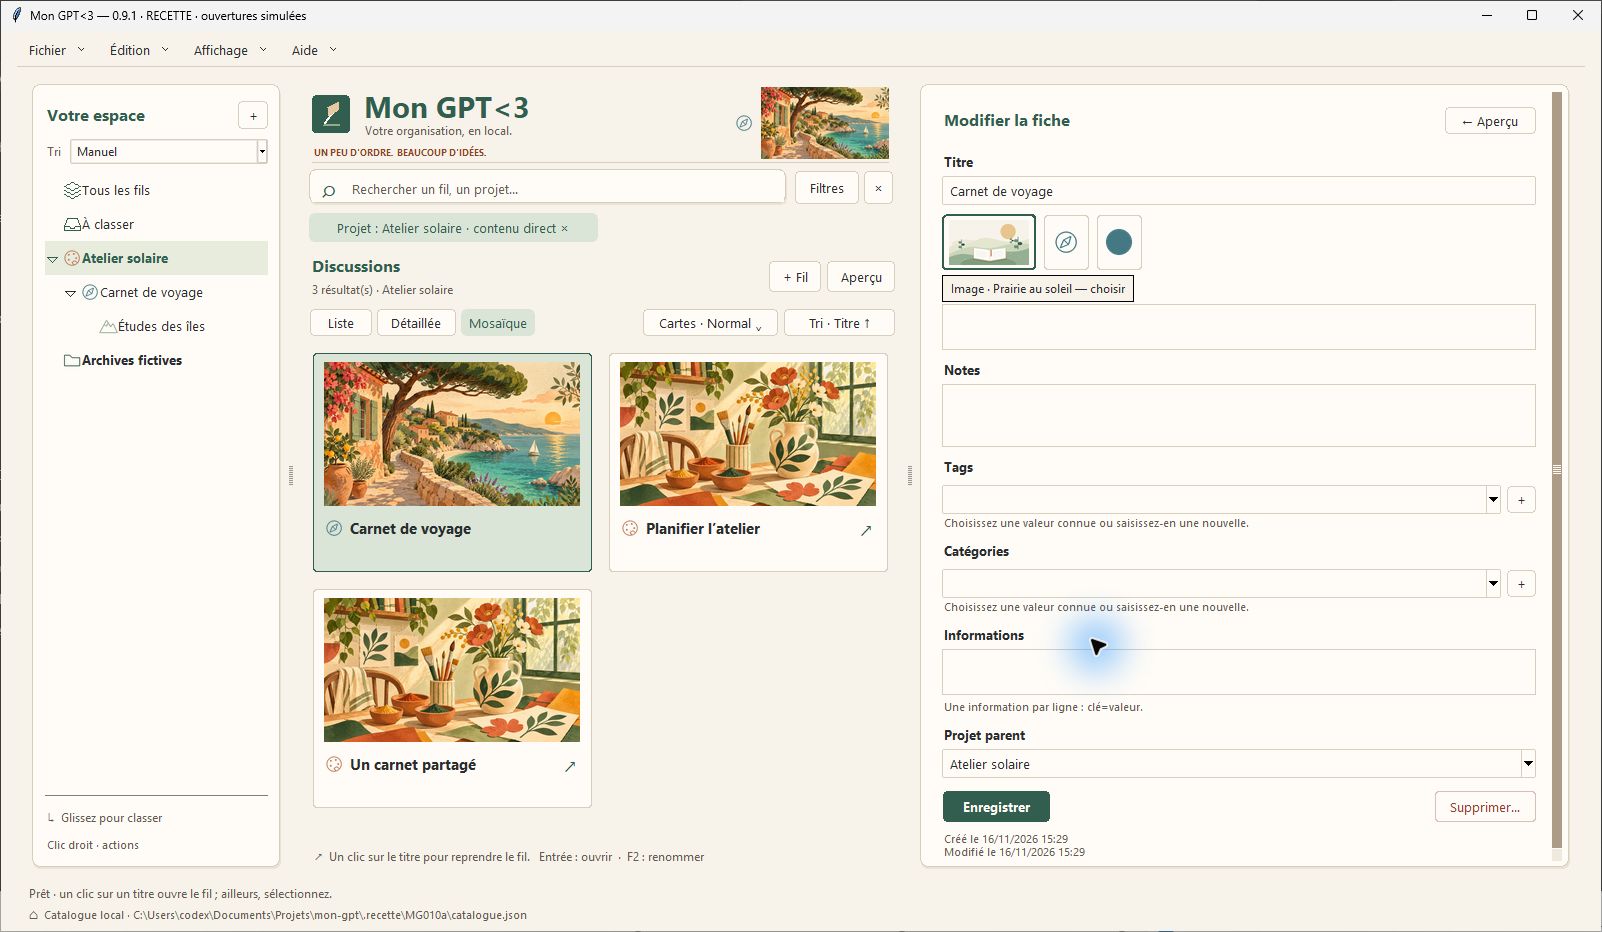 Mon GPT<3 — 0.9.1 · RECETTE · ouvertures simulées
Fichier Édition Affichage Aide
Votre espace +
Tri Manuel
Tous les fils
À classer
Atelier solaire
Carnet de voyage
Études des îles
Archives fictives
↳ Glissez pour classer
Clic droit · actions
Mon GPT<3
Votre organisation, en local.
UN PEU D'ORDRE. BEAUCOUP D'IDÉES.
Rechercher un fil, un projet...
Filtres ×
Projet : Atelier solaire · contenu direct ×
Discussions
3 résultat(s) · Atelier solaire
+ Fil Aperçu
Liste Détaillée Mosaïque Cartes · Normal Tri · Titre ↑
Carnet de voyage
Planifier l'atelier ↗
Un carnet partagé ↗
↗ Un clic sur le titre pour reprendre le fil. Entrée : ouvrir · F2 : renommer
Modifier la fiche ← Aperçu
Titre
Carnet de voyage
Image · Prairie au soleil — choisir
Notes
Tags
+
Choisissez une valeur connue ou saisissez-en une nouvelle.
Catégories
+
Choisissez une valeur connue ou saisissez-en une nouvelle.
Informations
Une information par ligne : clé=valeur.
Projet parent
Atelier solaire
Enregistrer Supprimer...
Créé le 16/11/2026 15:29
Modifié le 16/11/2026 15:29
Prêt · un clic sur un titre ouvre le fil ; ailleurs, sélectionnez.
⌂ Catalogue local · C:\Users\codex\Documents\Projets\mon-gpt\.recette\MG010a\catalogue.json